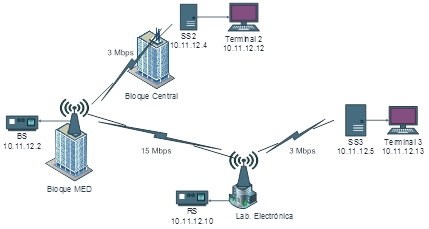 SS2
10.11.12.4
Terminal 2
10.11.12.12
3 Mbps
Bloque Central
BS
10.11.12.2
Bloque MED
15 Mbps
3 Mbps
SS3
10.11.12.5
Terminal 3
10.11.12.13
RS
10.11.12.10
Lab. Electrónica